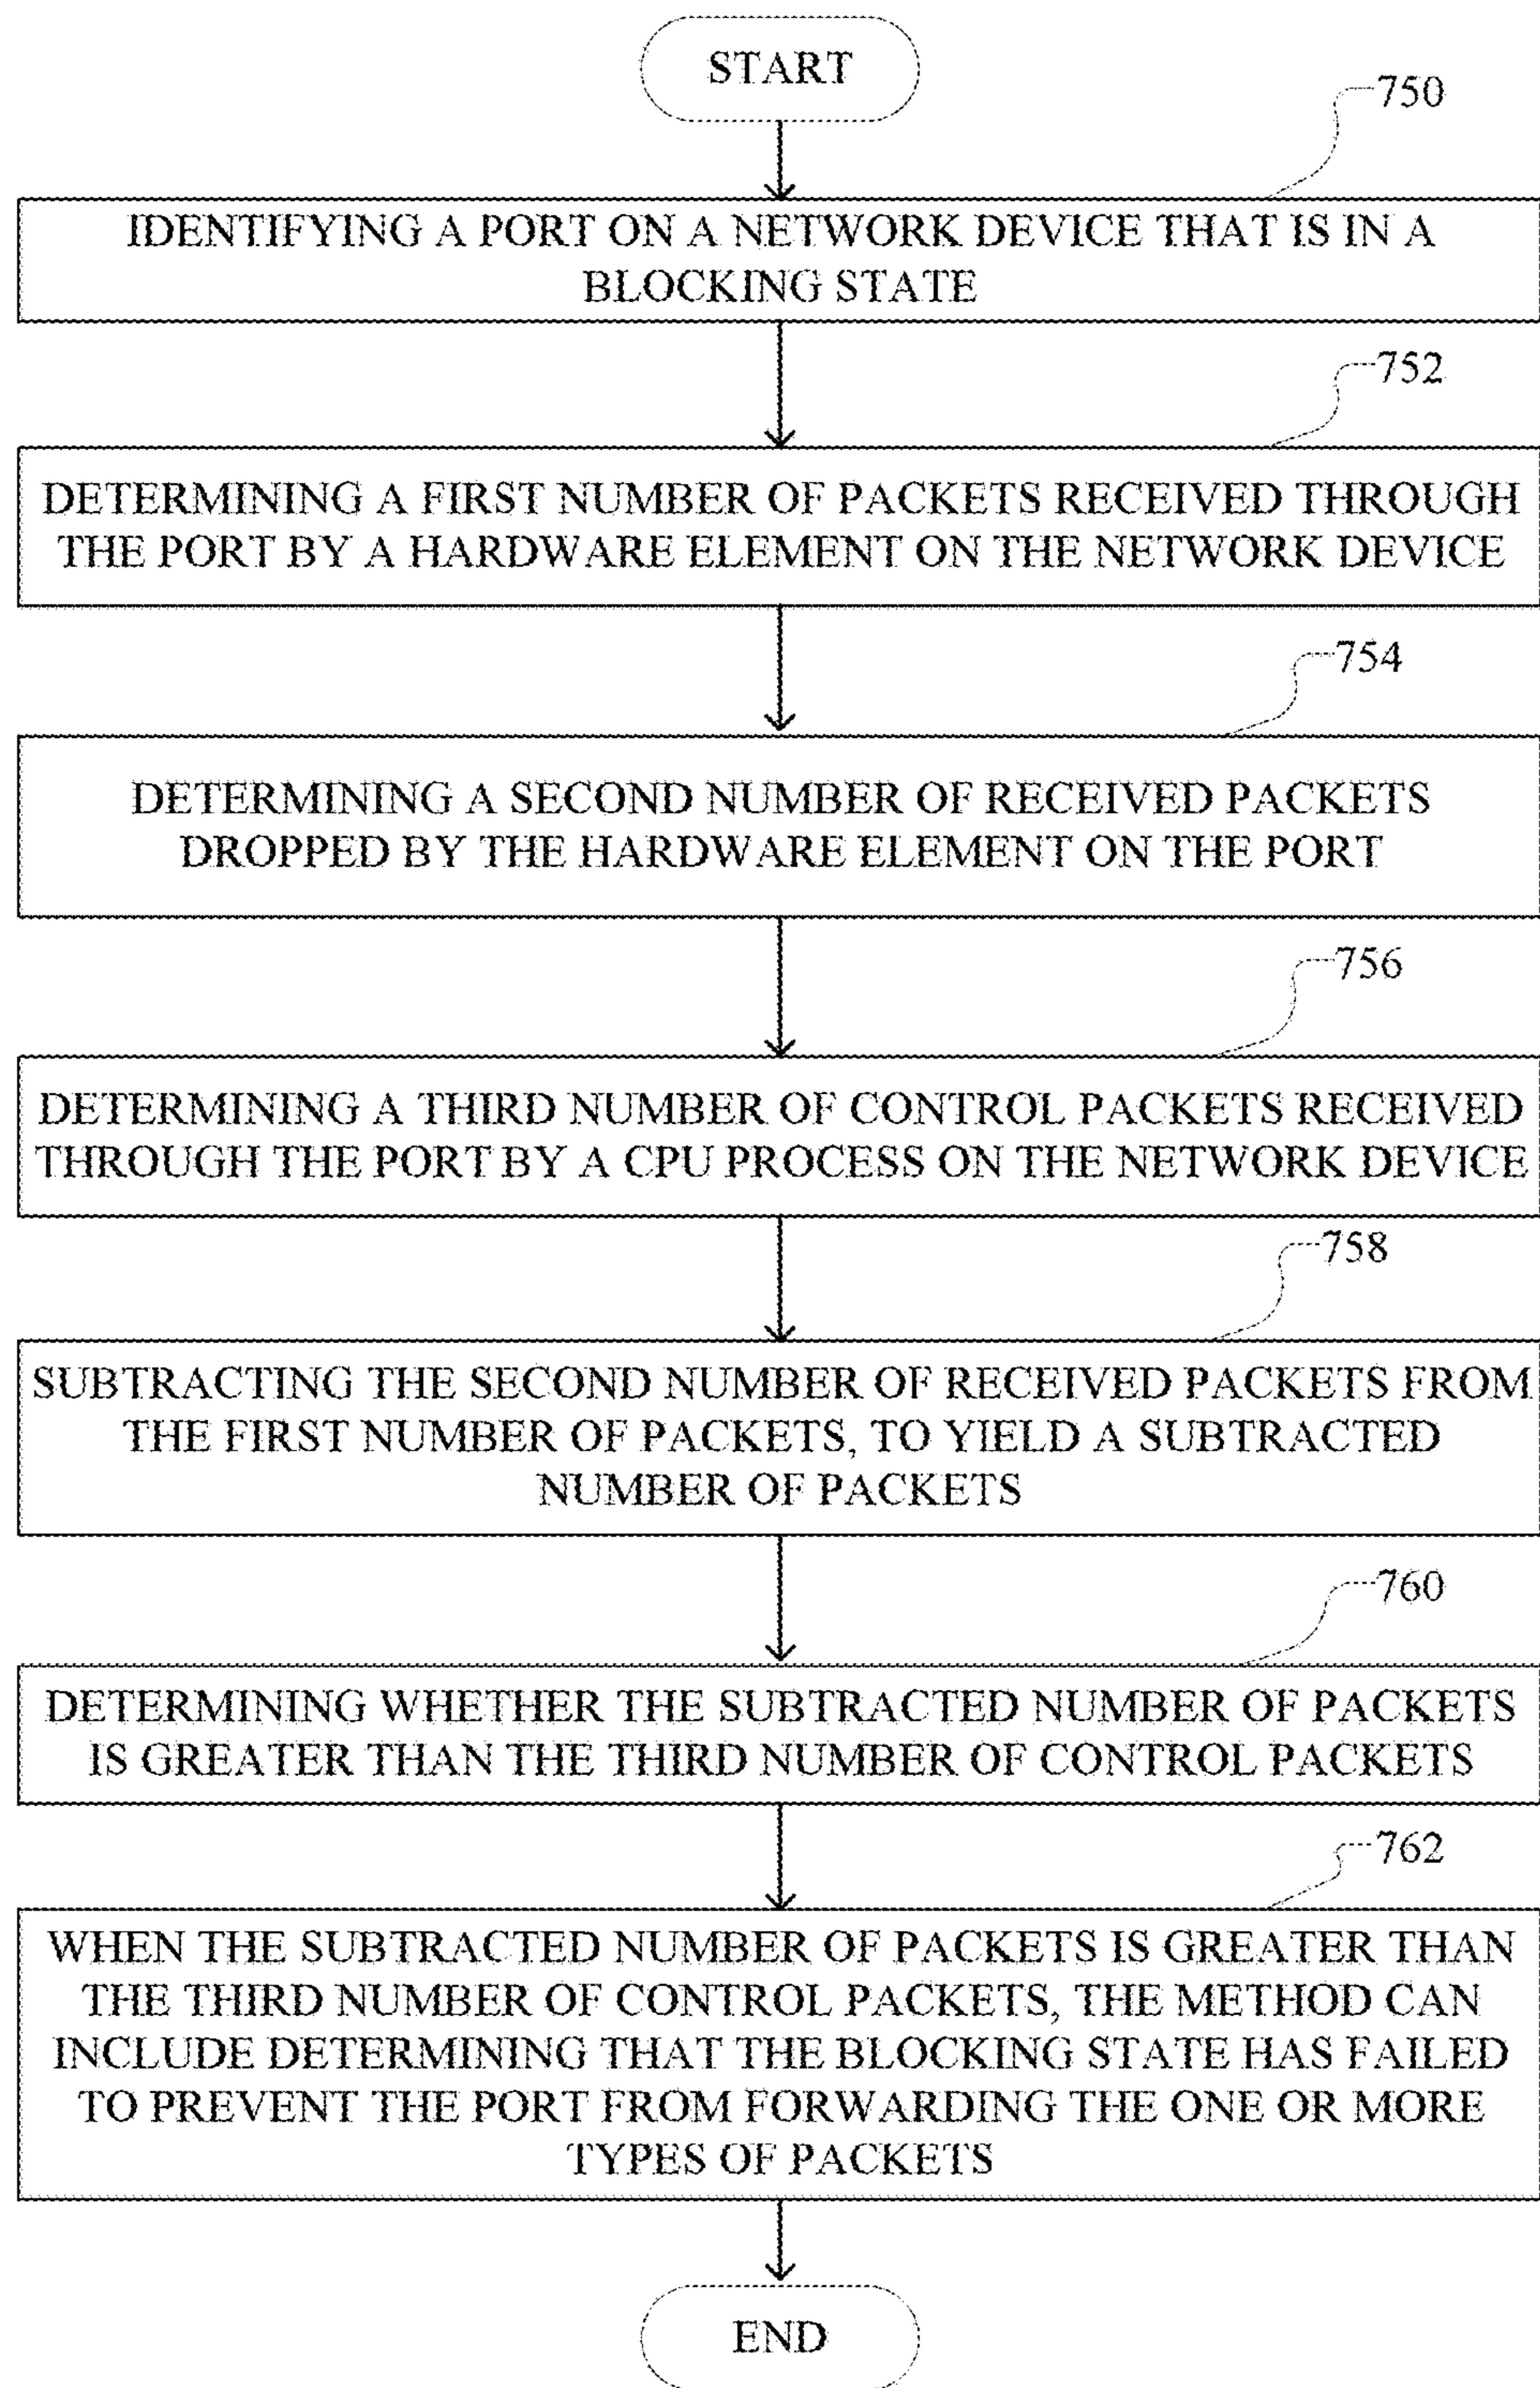 START
750
IDENTIFYING A PORT ON A NETWORK DEVICE THAT IS IN A
BLOCKING STATE
752
DETERMINING A FIRST NUMBER OF PACKETS RECEIVED THROUGH
THE PORT BY A HARDWARE ELEMENT ON THE NETWORK DEVICE
754
DETERMINING A SECOND NUMBER OF RECEIVED PACKETS
DROPPED BY THE HARDWARE ELEMENT ON THE PORT
756
DETERMINING A THIRD NUMBER OF CONTROL PACKETS RECEIVED
THROUGH THE PORT BY A CPU PROCESS ON THE NETWORK DEVICE
758
SUBTRACTING THE SECOND NUMBER OF RECEIVED PACKETS FROM
THE FIRST NUMBER OF PACKETS, TO YIELD A SUBTRACTED
NUMBER OF PACKETS
760
DETERMINING WHETHER THE SUBTRACTED NUMBER OF PACKETS
IS GREATER THAN THE THIRD NUMBER OF CONTROL PACKETS
762
WHEN THE SUBTRACTED NUMBER OF PACKETS IS GREATER THAN
THE THIRD NUMBER OF CONTROL PACKETS, THE METHOD CAN
INCLUDE DETERMINING THAT THE BLOCKING STATE HAS FAILED
TO PREVENT THE PORT FROM FORWARDING THE ONE OR MORE
TYPES OF PACKETS
END